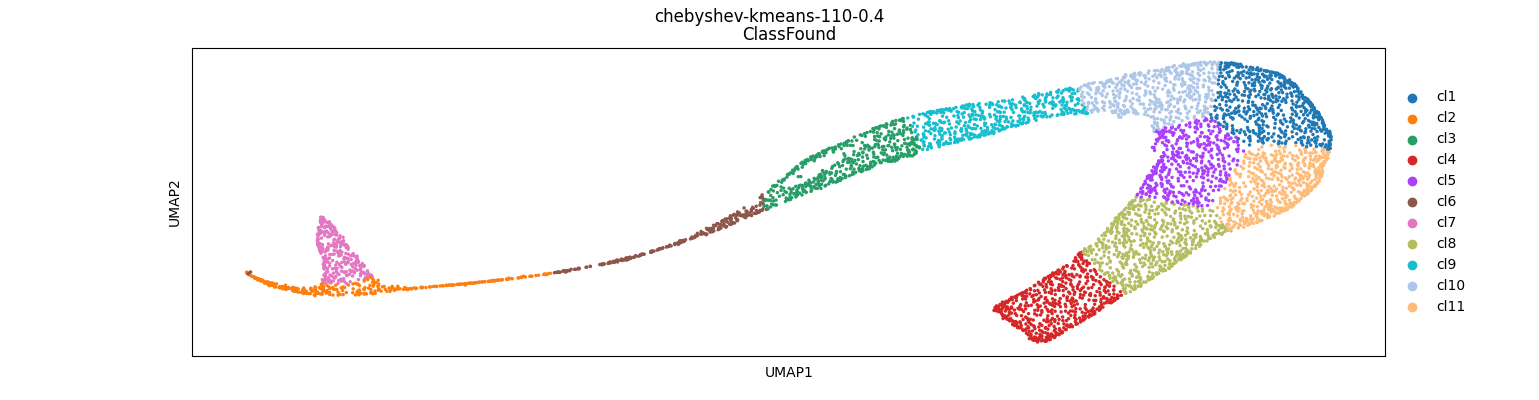 chebyshev-kmeans-110-0.4
ClassFound
UMAP2
UMAP1
cl1
cl2
cl3
cl4
cl5
cl6
cl7
cl8
cl9
cl10
cl11